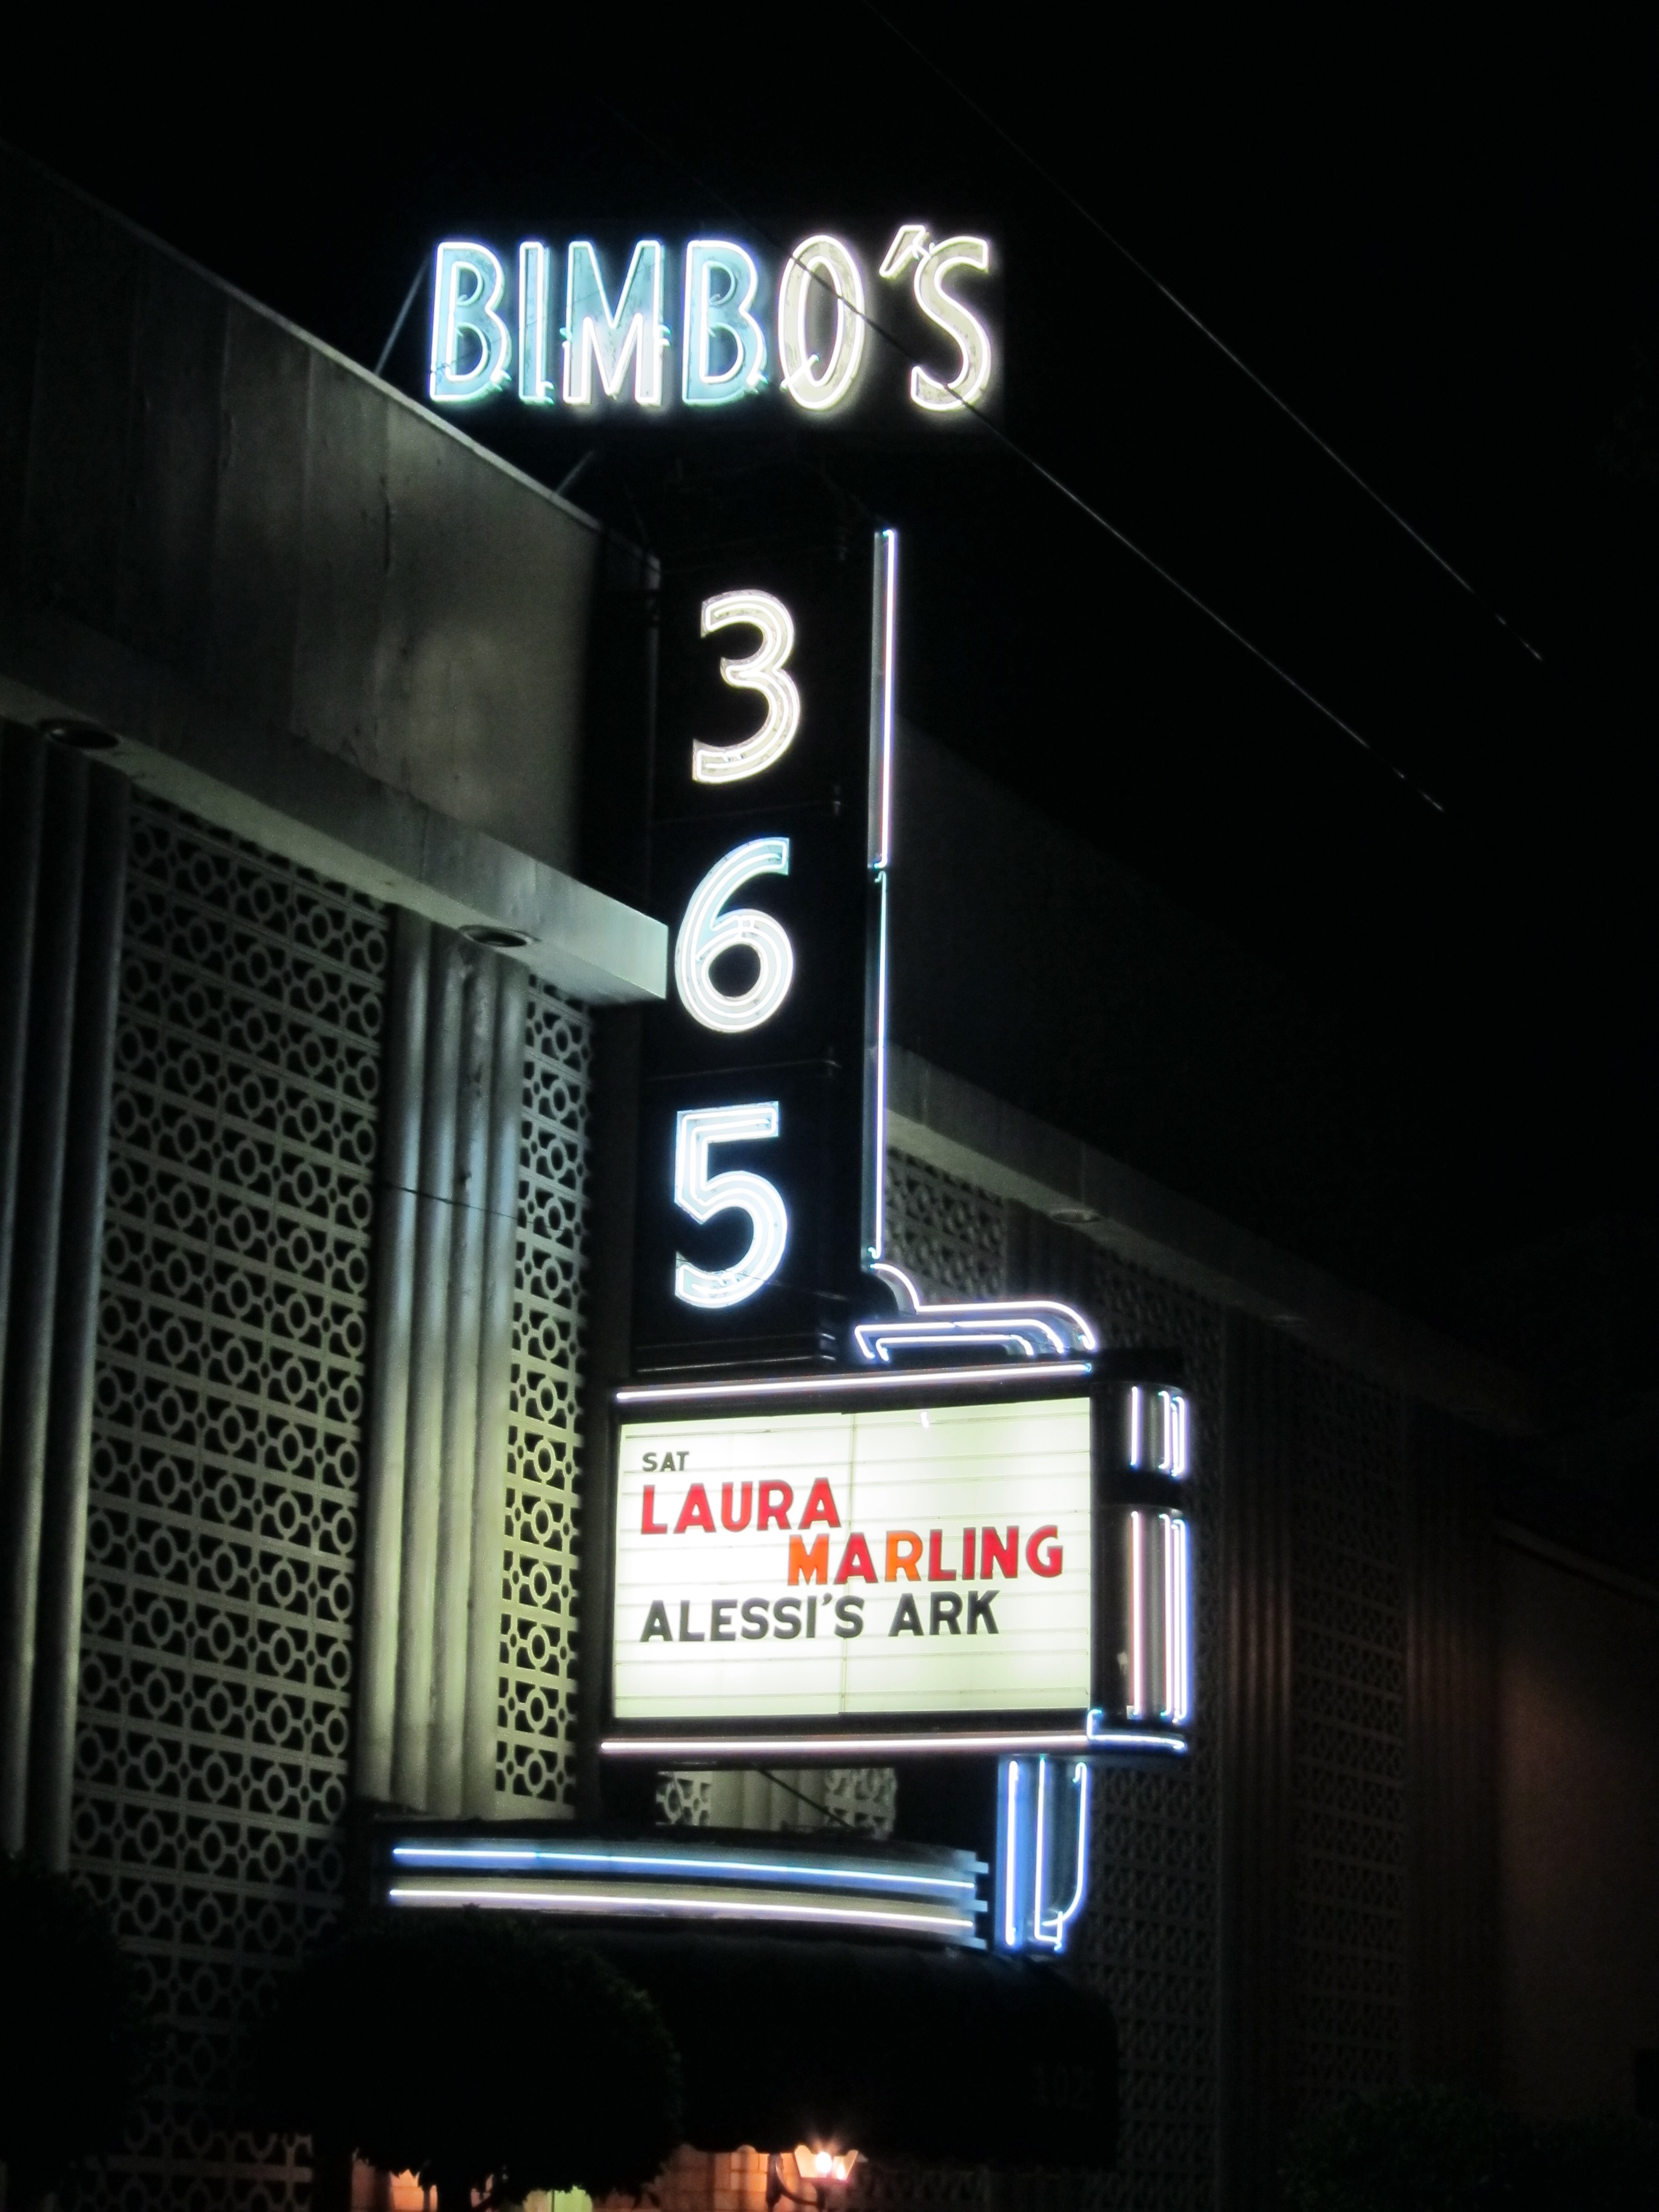 BIMBO'S
3
6
5
SAT
LAURA
MARLING
ALESSI'S ARK